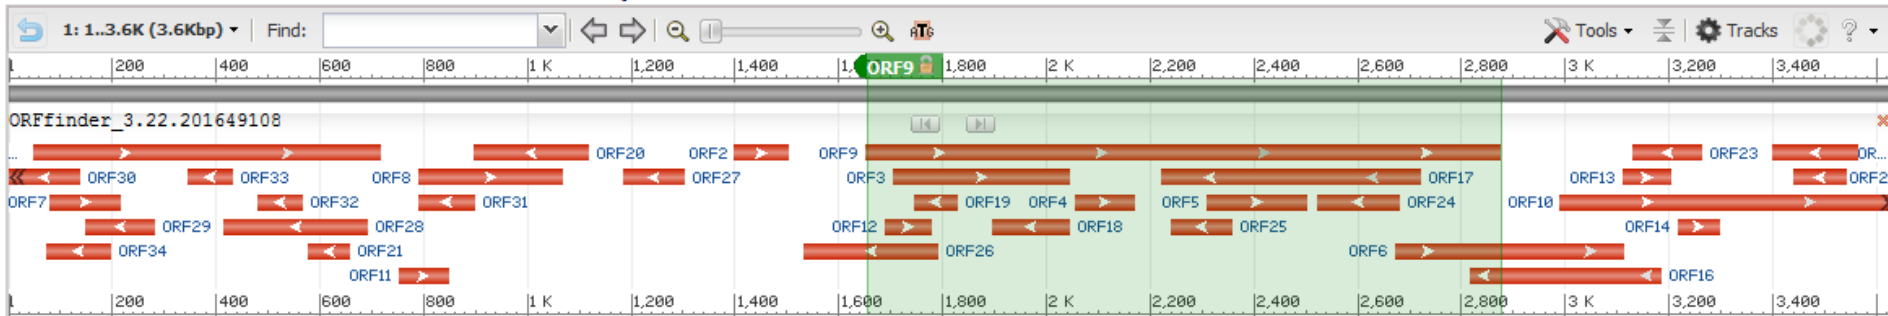 1: 1..3.6K (3.6Kbp) Find: ATG Tools Tracks ?
1 200 400 600 800 1 K 1,200 1,400 1, ORF9 1,800 2 K 2,200 2,400 2,600 2,800 3 K 3,200 3,400
ORFfinder_3.22.201649108
... ORF20 ORF2 ORF9 ORF23 OR...
ORF30 ORF33 ORF8 ORF27 ORF3 ORF17 ORF13 ORF2
ORF7 ORF32 ORF31 ORF19 ORF4 ORF5 ORF24 ORF10
ORF29 ORF28 ORF12 ORF18 ORF25 ORF14
ORF34 ORF21 ORF26 ORF6
ORF11 ORF16
1 200 400 600 800 1 K 1,200 1,400 1,600 1,800 2 K 2,200 2,400 2,600 2,800 3 K 3,200 3,400